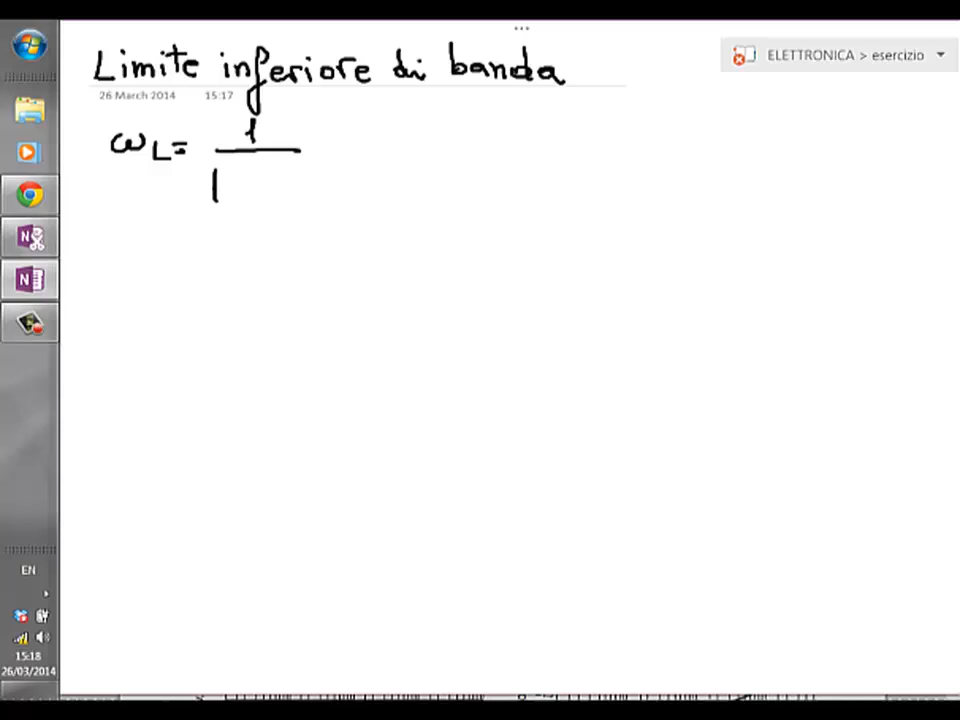 Limite inferiore di banda
ELETTRONICA > esercizio
26 March 2014 15:17
ωL= 1
EN
15:18
26/03/2014